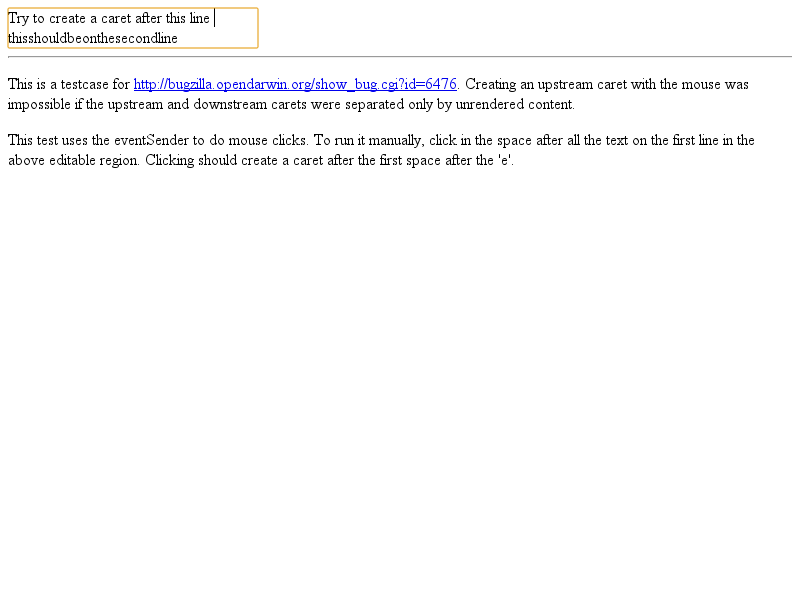 Try to create a caret after this line
thisshouldbeonthesecondline
This is a testcase for http://bugzilla.opendarwin.org/show_bug.cgi?id=6476. Creating an upstream caret with the mouse was
impossible if the upstream and downstream carets were separated only by unrendered content.
This test uses the eventSender to do mouse clicks. To run it manually, click in the space after all the text on the first line in the
above editable region. Clicking should create a caret after the first space after the 'e'.